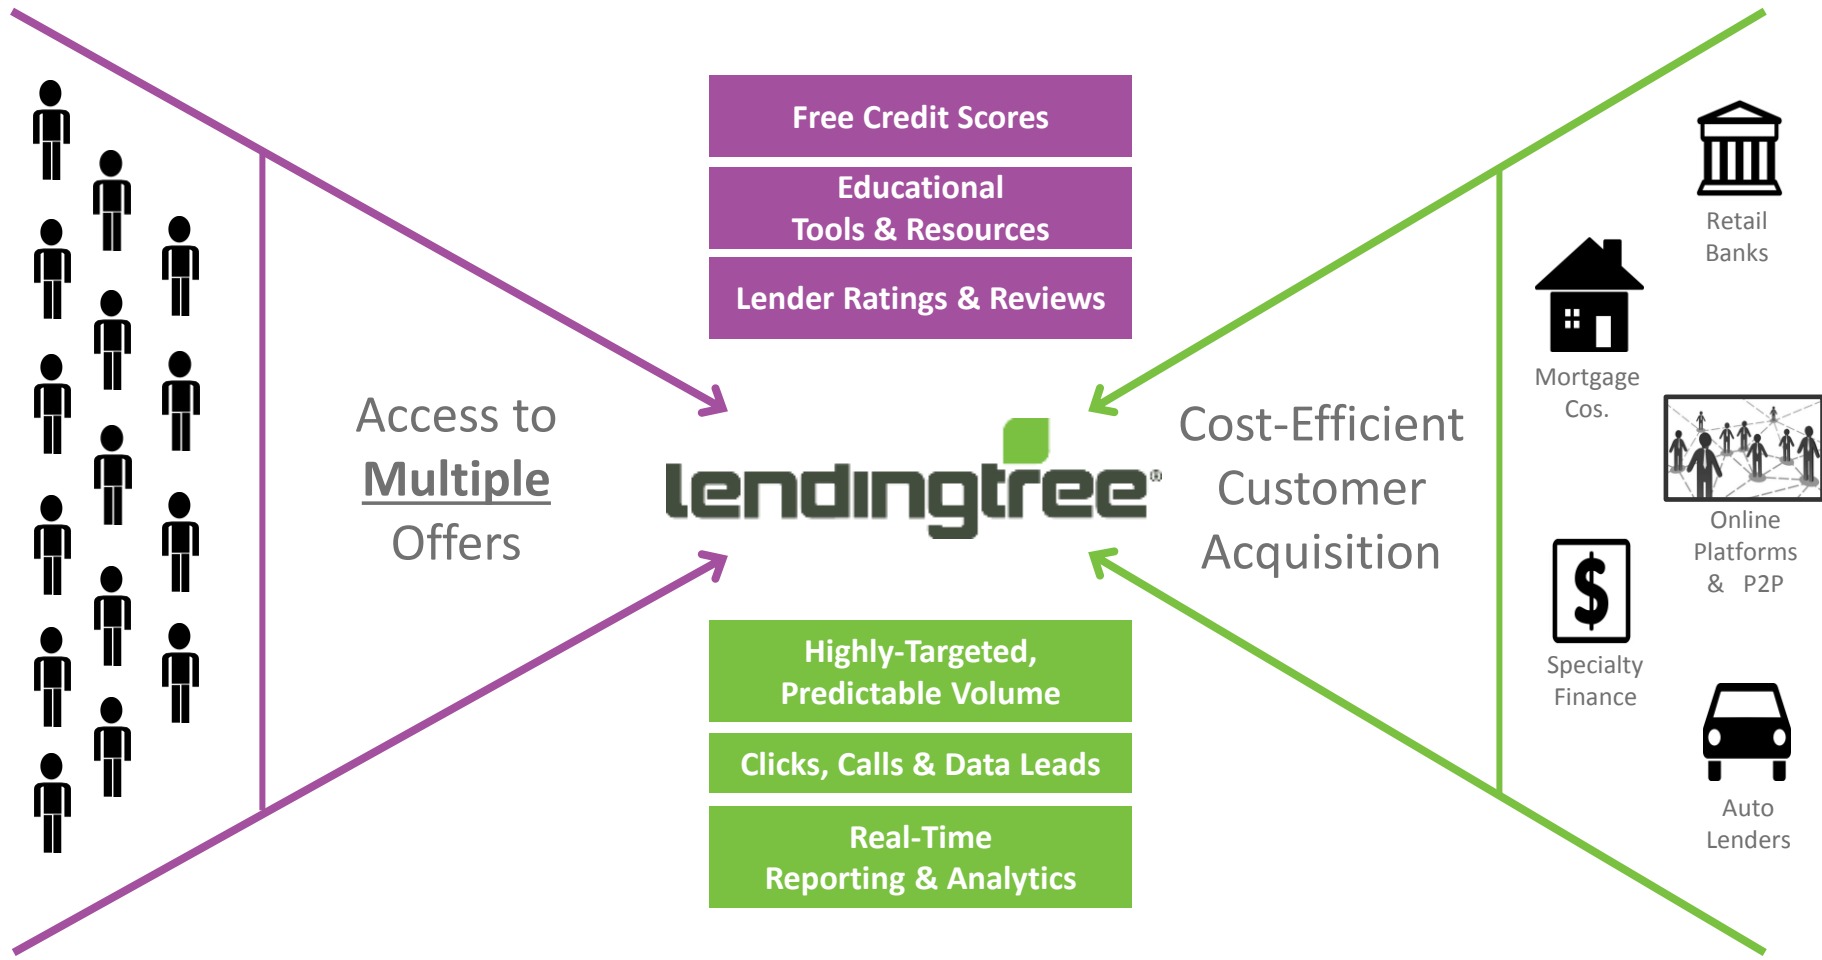 Free Credit Scores
Educational
Tools & Resources
Lender Ratings & Reviews
Access to
Multiple
Offers
lendingtree®
Cost-Efficient
Customer
Acquisition
Highly-Targeted,
Predictable Volume
Clicks, Calls & Data Leads
Real-Time
Reporting & Analytics
Retail
Banks
Mortgage
Cos.
Online
Platforms
& P2P
$
Specialty
Finance
Auto
Lenders